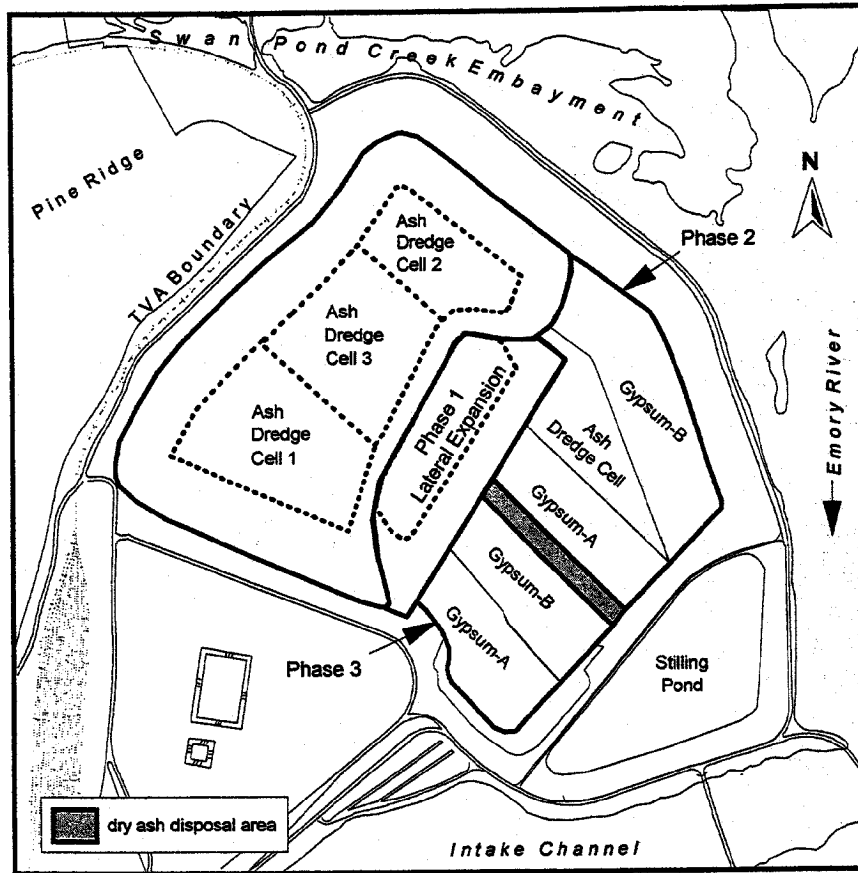 Swan Pond Creek Embayment
Pine Ridge
N
TVA Boundary
Ash
Dredge
Cell 2
Phase 2
Ash
Dredge
Cell 3
Gypsum-B
Emory River
Phase 1
Lateral Expansion
Ash
Dredge Cell
Ash
Dredge
Cell 1
Gypsum-A
Gypsum-B
Gypsum-A
Stilling
Pond
Phase 3
dry ash disposal area
Intake Channel